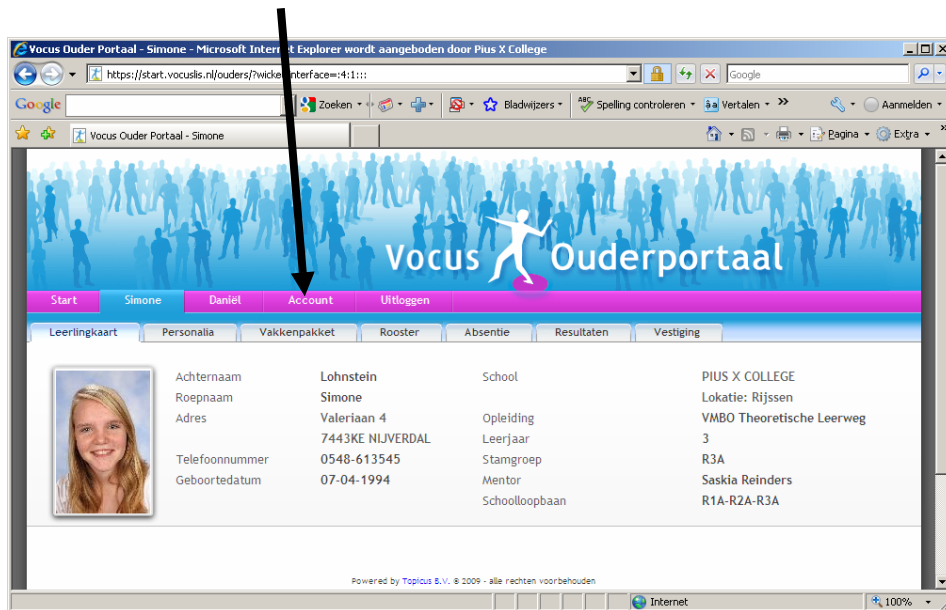 Vocus Ouder Portaal - Simone - Microsoft Internet Explorer wordt aangeboden door Pius X College
https://start.vocuslis.nl/ouders/?wicket interface=:4:1:::
Google
Google Zoeken Bladwijzers Spelling controleren Vertalen Aanmelden
Vocus Ouder Portaal - Simone Pagina Extra
Vocus Ouderportaal
Start Simone Daniël Account Uitloggen
Leerlingkaart Personalia Vakkenpakket Rooster Absentie Resultaten Vestiging
Achternaam Lohnstein School PIUS X COLLEGE
Roepnaam Simone Lokatie: Rijssen
Adres Valeriaan 4 Opleiding VMBO Theoretische Leerweg
7443KE NIJVERDAL Leerjaar 3
Telefoonnummer 0548-613545 Stamgroep R3A
Geboortedatum 07-04-1994 Mentor Saskia Reinders
Schoolloopbaan R1A-R2A-R3A
Powered by Topicus B.V. © 2009 - alle rechten voorbehouden
Internet 100%